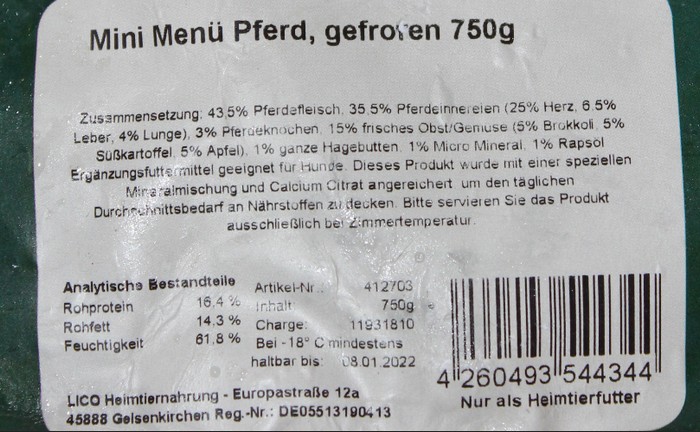 Mini Menü Pferd, gefroren 750g
Zusammensetzung: 43,5% Pferdefleisch, 35,5% Pferdeinnereien (25% Herz, 6,5%
Leber, 4% Lunge), 3% Pferdeknochen, 15% frisches Obst/Gemüse (5% Brokkoli, 5%
Süßkartoffel, 5% Apfel), 1% ganze Hagebutten, 1% Micro Mineral, 1% Rapsöl
Ergänzungsfuttermittel geeignet für Hunde. Dieses Produkt wurde mit einer speziellen
Mineralmischung und Calcium Citrat angereichert, um den täglichen
Durchschnittsbedarf an Nährstoffen zu decken. Bitte servieren Sie das Produkt
ausschließlich bei Zimmertemperatur.
Analytische Bestandteile
Rohprotein 16,4 %
Rohfett 14,3 %
Feuchtigkeit 61,8 %
Artikel-Nr.: 412703
Inhalt: 750g
Charge: 11931810
Bei -18° C mindestens
haltbar bis: 08.01.2022
4 260493 544344
Nur als Heimtierfutter
LICO Heimtiernahrung - Europastraße 12a
45888 Gelsenkirchen Reg.-Nr.: DE05513190413